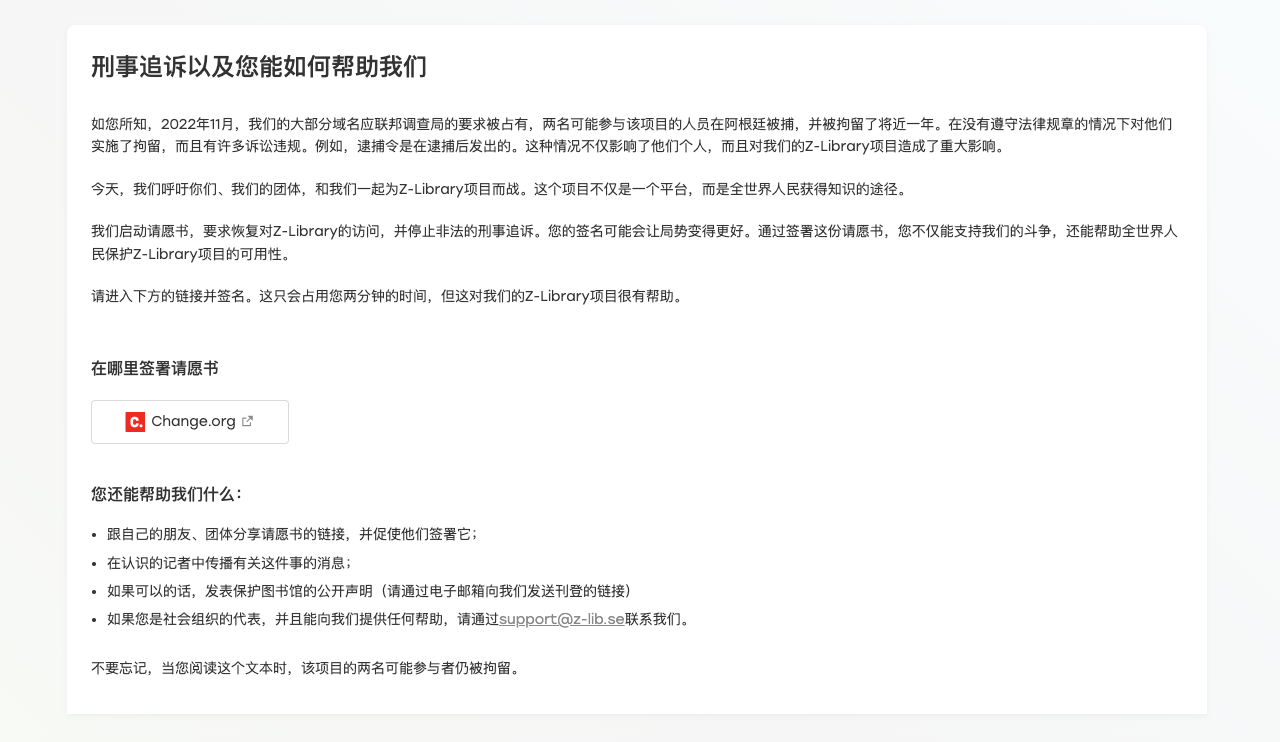 刑事追诉以及您能如何帮助我们
如您所知，2022年11月，我们的大部分域名应联邦调查局的要求被占有，两名可能参与该项目的人员在阿根廷被捕，并被拘留了将近一年。在没有遵守法律规章的情况下对他们
实施了拘留，而且有许多诉讼违规。例如，逮捕令是在逮捕后发出的。这种情况不仅影响了他们个人，而且对我们的Z-Library项目造成了重大影响。
今天，我们呼吁你们、我们的团体，和我们一起为Z-Library项目而战。这个项目不仅是一个平台，而是全世界人民获得知识的途径。
我们启动请愿书，要求恢复对Z-Library的访问，并停止非法的刑事追诉。您的签名可能会让局势变得更好。通过签署这份请愿书，您不仅能支持我们的斗争，还能帮助全世界人
民保护Z-Library项目的可用性。
请进入下方的链接并签名。这只会占用您两分钟的时间，但这对我们的Z-Library项目很有帮助。
在哪里签署请愿书
C. Change.org
您还能帮助我们什么：
• 跟自己的朋友、团体分享请愿书的链接，并促使他们签署它；
• 在认识的记者中传播有关这件事的消息；
• 如果可以的话，发表保护图书馆的公开声明（请通过电子邮箱向我们发送刊登的链接）
• 如果您是社会组织的代表，并且能向我们提供任何帮助，请通过support@z-lib.se联系我们。
不要忘记，当您阅读这个文本时，该项目的两名可能参与者仍被拘留。